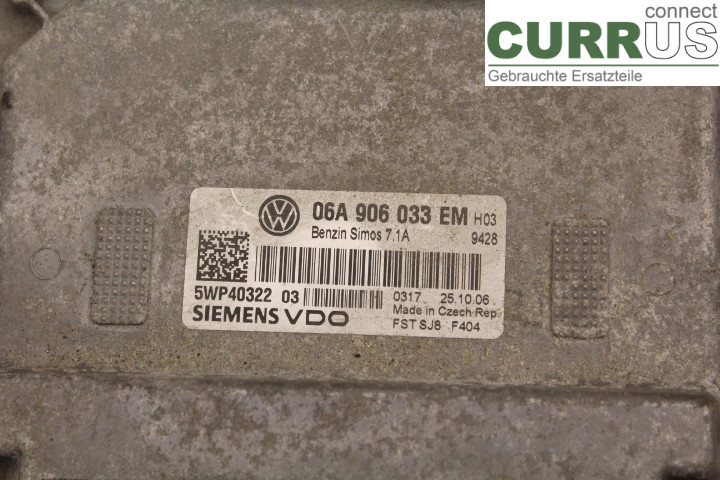 connect
CURRUS
Gebrauchte Ersatzteile
06A 906 033 EM H03
Benzin Simos 7.1A 9428
5WP40322 03 0317 25.10.06
SIEMENS VDO Made in Czech Rep.
FST SJ8 F404